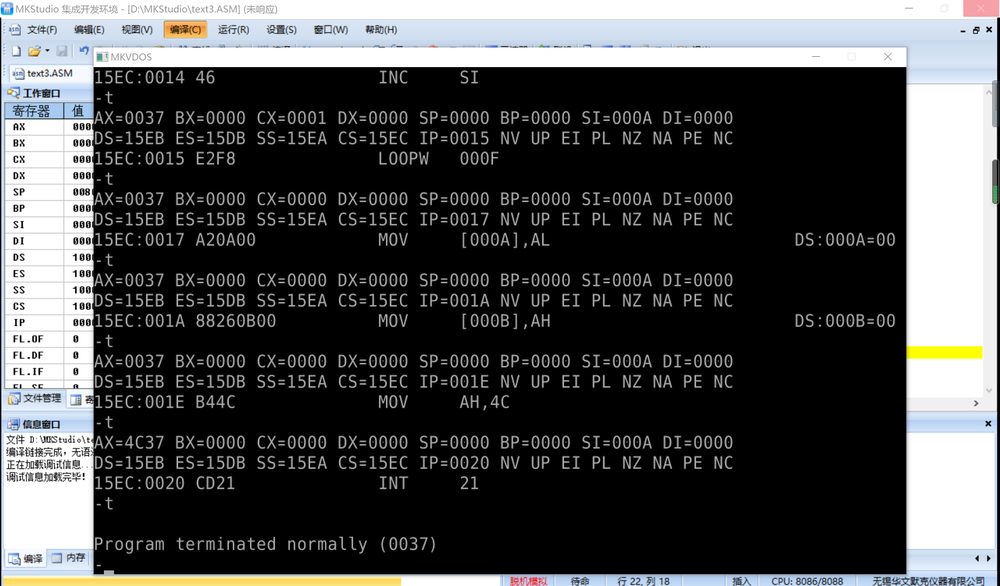 MKStudio 集成开发环境 - [D:\MKStudio\text3.ASM] (未响应)
asm 文件(F) 编辑(E) 视图(V) 编译(C) 运行(R) 设置(S) 窗口(W) 帮助(H)
MKVDOS
asm text3.ASM
工作窗口
寄存器 值
AX 000
BX 000
CX 000
DX 000
SP 008
BP 000
SI 000
DI 000
DS 100
ES 100
SS 100
CS 100
IP 000
FL.OF 0
FL.DF 0
FL.IF 0
FL.SF 0
文件管理 寄
15EC:0014 46 INC SI
-t
AX=0037 BX=0000 CX=0001 DX=0000 SP=0000 BP=0000 SI=000A DI=0000
DS=15EB ES=15DB SS=15EA CS=15EC IP=0015 NV UP EI PL NZ NA PE NC
15EC:0015 E2F8 LOOPW 000F
-t
AX=0037 BX=0000 CX=0000 DX=0000 SP=0000 BP=0000 SI=000A DI=0000
DS=15EB ES=15DB SS=15EA CS=15EC IP=0017 NV UP EI PL NZ NA PE NC
15EC:0017 A20A00 MOV [000A],AL DS:000A=00
-t
AX=0037 BX=0000 CX=0000 DX=0000 SP=0000 BP=0000 SI=000A DI=0000
DS=15EB ES=15DB SS=15EA CS=15EC IP=001A NV UP EI PL NZ NA PE NC
15EC:001A 88260B00 MOV [000B],AH DS:000B=00
-t
AX=0037 BX=0000 CX=0000 DX=0000 SP=0000 BP=0000 SI=000A DI=0000
DS=15EB ES=15DB SS=15EA CS=15EC IP=001E NV UP EI PL NZ NA PE NC
15EC:001E B44C MOV AH,4C
-t
AX=4C37 BX=0000 CX=0000 DX=0000 SP=0000 BP=0000 SI=000A DI=0000
DS=15EB ES=15DB SS=15EA CS=15EC IP=0020 NV UP EI PL NZ NA PE NC
15EC:0020 CD21 INT 21
-t
Program terminated normally (0037)
-
信息窗口
文件 D:\MKStudio\te
编译链接完成，无语
正在加载调试信息...
调试信息加载完毕!
编译 内存
脱机模拟 待命 行 22, 列 18 插入 CPU: 8086/8088 无锡华文默克仪器有限公司